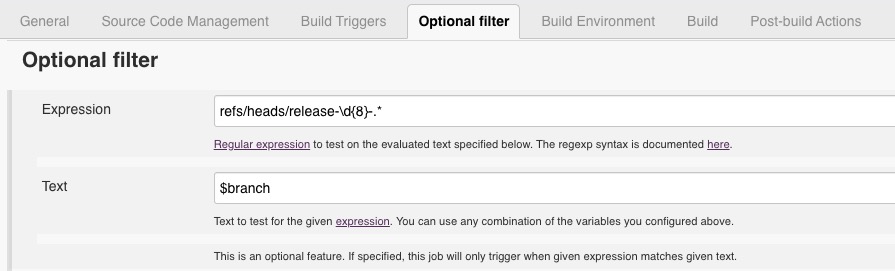 General Source Code Management Build Triggers Optional filter Build Environment Build Post-build Actions
Optional filter
Expression refs/heads/release-\d{8}-.*
Regular expression to test on the evaluated text specified below. The regexp syntax is documented here.
Text $branch
Text to test for the given expression. You can use any combination of the variables you configured above.
This is an optional feature. If specified, this job will only trigger when given expression matches given text.